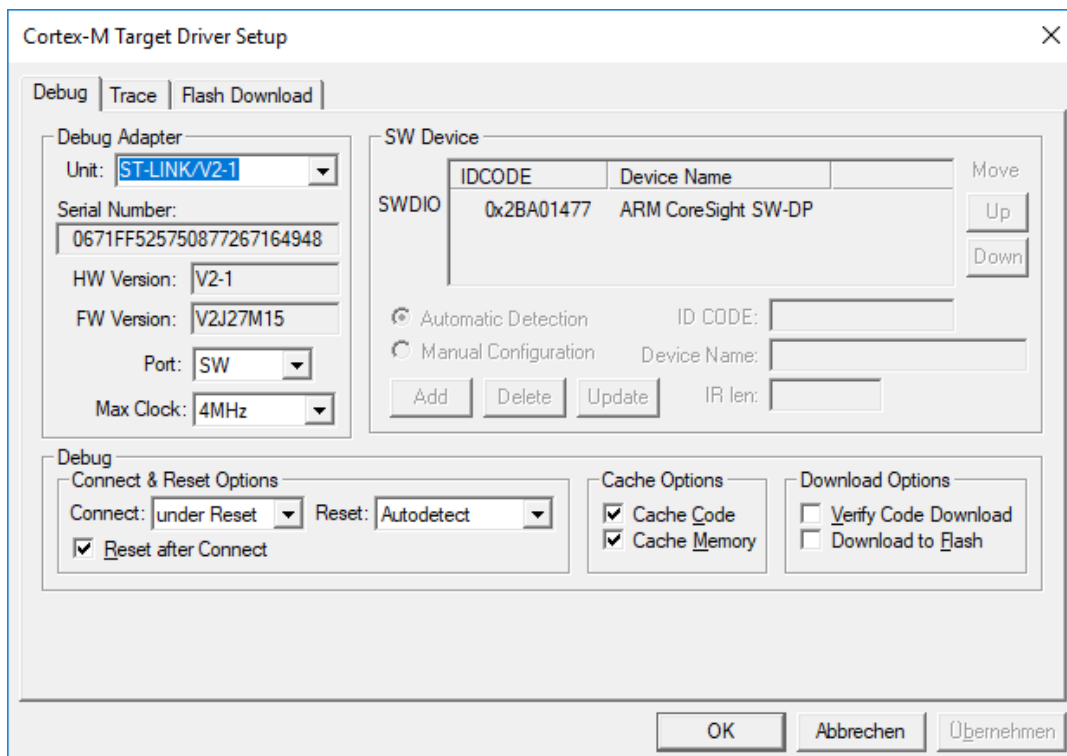 Cortex-M Target Driver Setup
Debug Trace Flash Download
Debug Adapter
Unit: ST-LINK/V2-1
Serial Number:
0671FF525750877267164948
HW Version: V2-1
FW Version: V2J27M15
Port: SW
Max Clock: 4MHz
SW Device
IDCODE Device Name
SWDIO 0x2BA01477 ARM CoreSight SW-DP
Move
Up
Down
Automatic Detection ID CODE:
Manual Configuration Device Name:
Add Delete Update IR len:
Debug
Connect & Reset Options
Connect: under Reset Reset: Autodetect
Reset after Connect
Cache Options
Cache Code
Cache Memory
Download Options
Verify Code Download
Download to Flash
OK Abbrechen Übernehmen